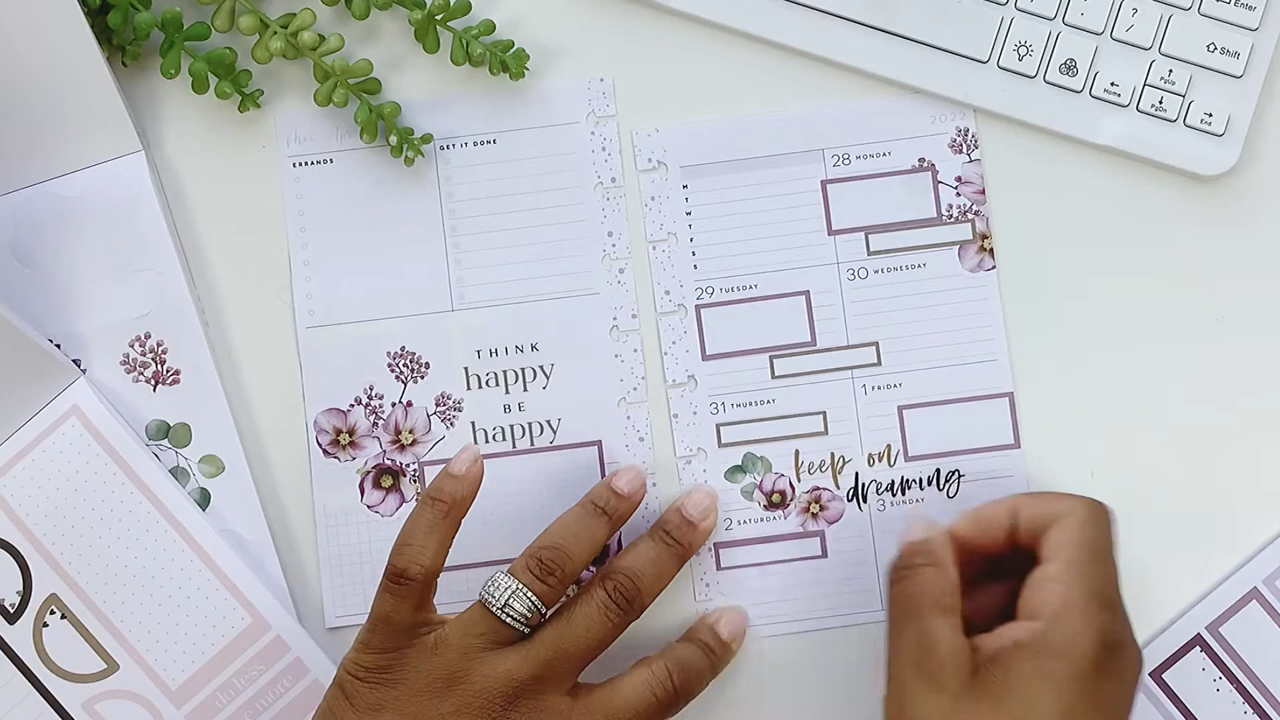 Enter
?
Shift
PgUp
Home
PgDn
End
2022
ERRANDS
GET IT DONE
THINK
happy
BE
happy
28 MONDAY
M
T
W
T
F
S
29 TUESDAY
30 WEDNESDAY
31 THURSDAY
1 FRIDAY
keep on
dreaming
2 SATURDAY
3 SUNDAY
do less
more